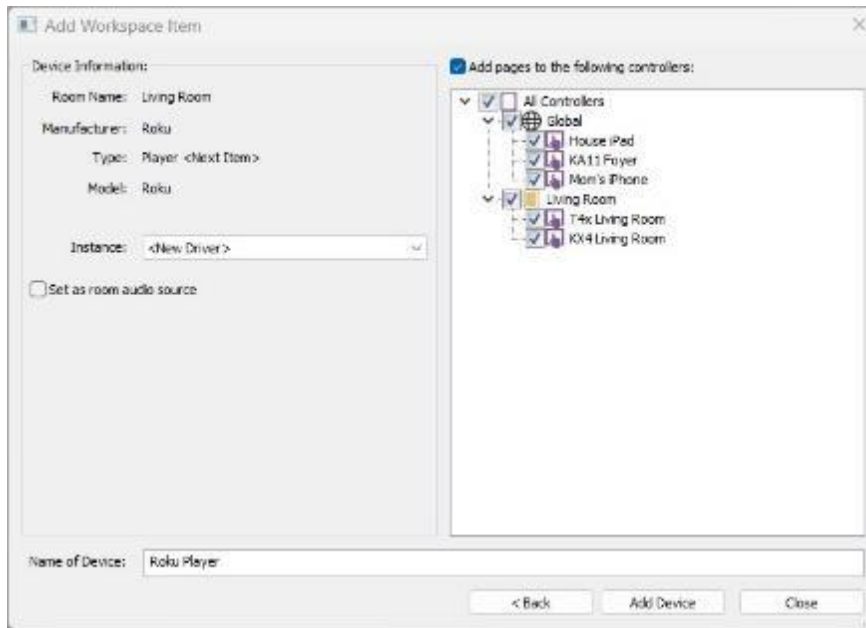 Add Workspace Item
Device Information:
Room Name: Living Room
Manufacturer: Roku
Type: Player <Next Item>
Model: Roku
Instance: <New Driver>
Set as room audio source
Add pages to the following controllers:
All Controllers
Global
House iPad
KA11 Foyer
Mom's iPhone
Living Room
T4x Living Room
KX4 Living Room
Name of Device: Roku Player
< Back Add Device Close